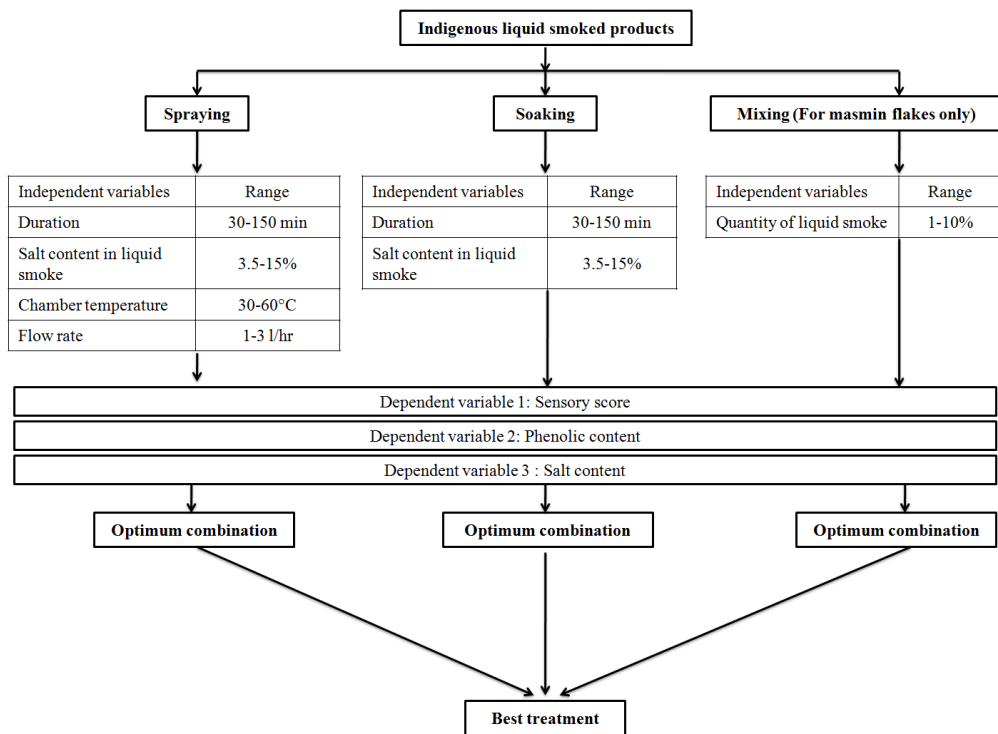 Indigenous liquid smoked products
Spraying
Soaking
Mixing (For masmin flakes only)
Independent variables Range
Duration 30-150 min
Salt content in liquid
smoke 3.5-15%
Chamber temperature 30-60°C
Flow rate 1-3 l/hr
Independent variables Range
Duration 30-150 min
Salt content in liquid
smoke 3.5-15%
Independent variables Range
Quantity of liquid smoke 1-10%
Dependent variable 1: Sensory score
Dependent variable 2: Phenolic content
Dependent variable 3 : Salt content
Optimum combination
Optimum combination
Optimum combination
Best treatment